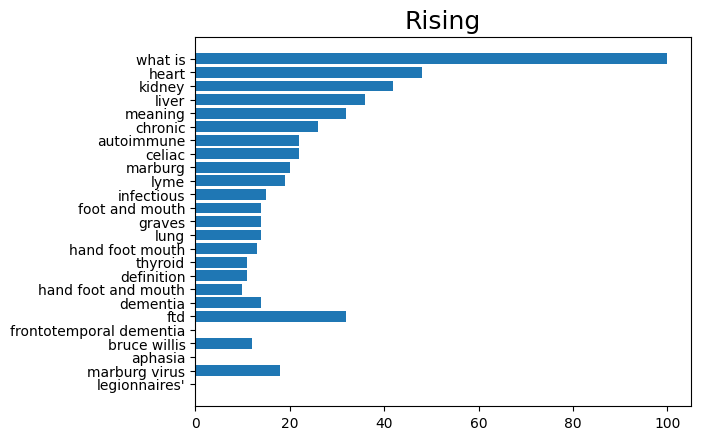 Rising
what is
heart
kidney
liver
meaning
chronic
autoimmune
celiac
marburg
lyme
infectious
foot and mouth
graves
lung
hand foot mouth
thyroid
definition
hand foot and mouth
dementia
ftd
frontotemporal dementia
bruce willis
aphasia
marburg virus
legionnaires'
0 20 40 60 80 100